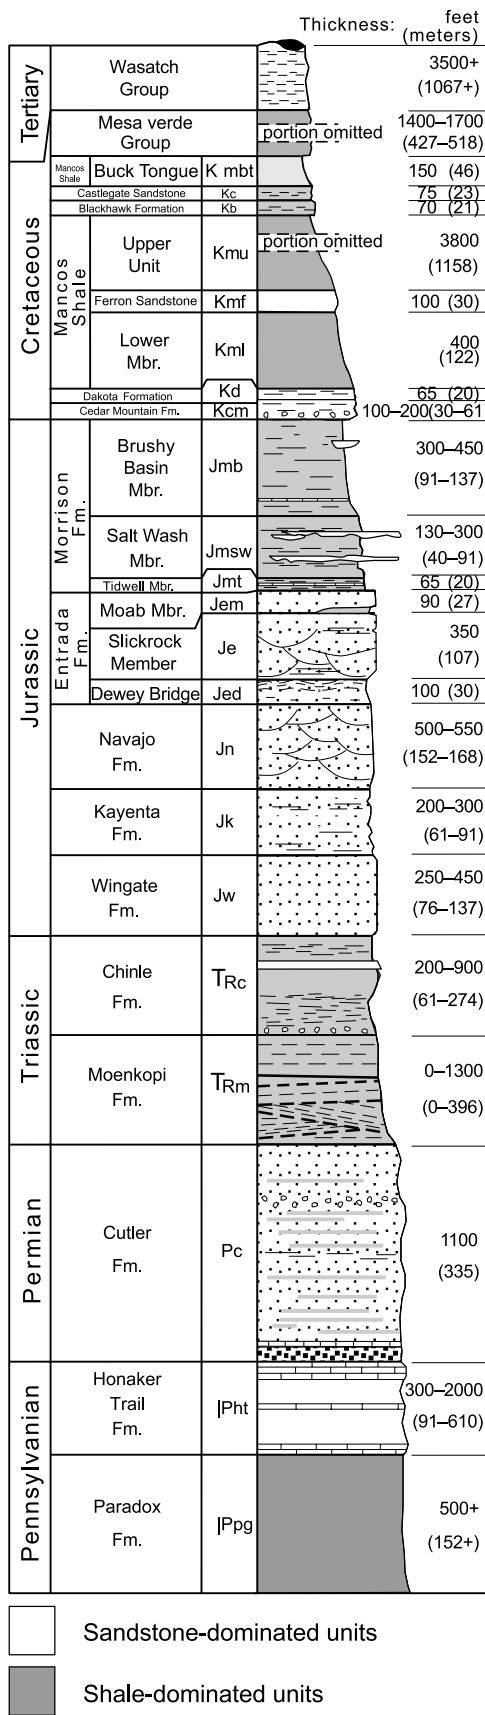 Thickness: feet
(meters)
Tertiary
Wasatch
Group
3500+
(1067+)
Mesa verde
Group
portion omitted
1400–1700
(427–518)
Cretaceous
Mancos
Shale
Buck Tongue
K mbt
150 (46)
Castlegate Sandstone
Kc
75 (23)
Blackhawk Formation
Kb
70 (21)
Mancos
Shale
Upper
Unit
Kmu
portion omitted
3800
(1158)
Ferron Sandstone
Kmf
100 (30)
Lower
Mbr.
Kml
400
(122)
Dakota Formation
Kd
65 (20)
Cedar Mountain Fm.
Kcm
100–200(30–61
Jurassic
Morrison
Fm.
Brushy
Basin
Mbr.
Jmb
300–450
(91–137)
Salt Wash
Mbr.
Jmsw
130–300
(40–91)
Tidwell Mbr.
Jmt
65 (20)
Entrada
Fm.
Moab Mbr.
Jem
90 (27)
Slickrock
Member
Je
350
(107)
Dewey Bridge
Jed
100 (30)
Navajo
Fm.
Jn
500–550
(152–168)
Kayenta
Fm.
Jk
200–300
(61–91)
Wingate
Fm.
Jw
250–450
(76–137)
Triassic
Chinle
Fm.
TRc
200–900
(61–274)
Moenkopi
Fm.
TRm
0–1300
(0–396)
Permian
Cutler
Fm.
Pc
1100
(335)
Pennsylvanian
Honaker
Trail
Fm.
|Pht
300–2000
(91–610)
Paradox
Fm.
|Ppg
500+
(152+)
Sandstone-dominated units
Shale-dominated units